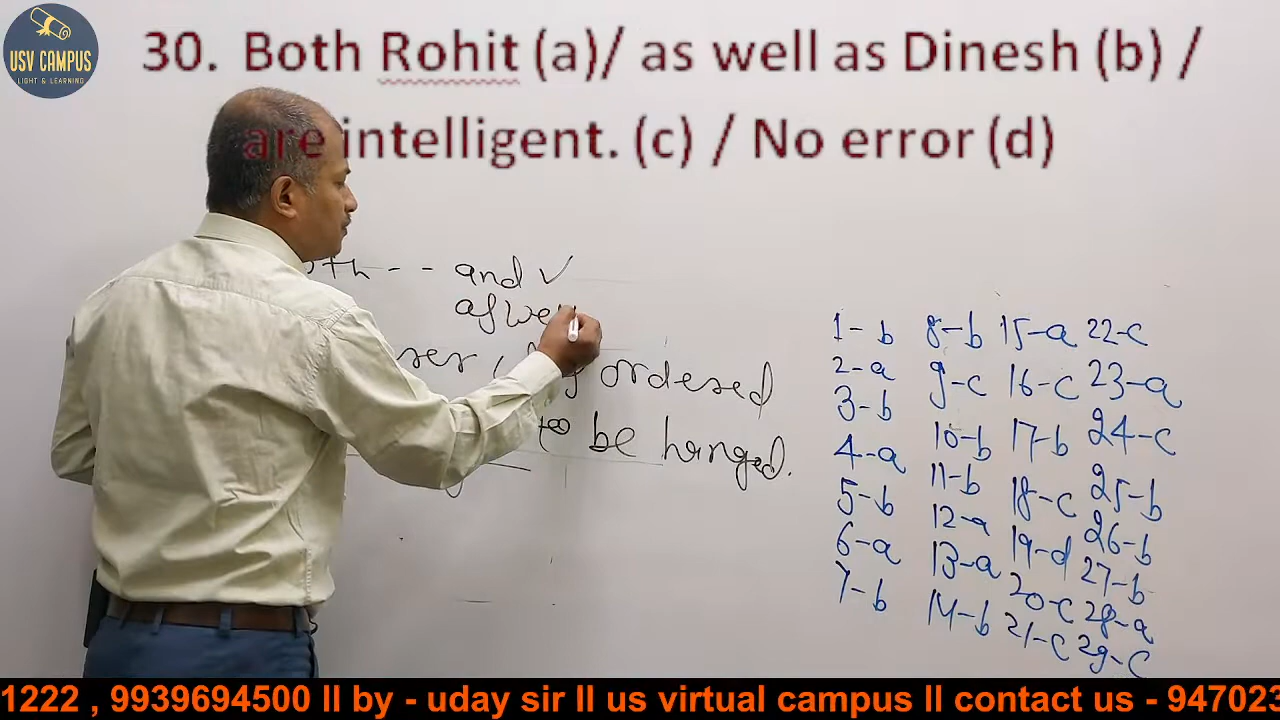 USV CAMPUS
LIGHT & LEARNING
30. Both Rohit (a)/ as well as Dinesh (b) /
are intelligent. (c) / No error (d)
- - and ✓
as we
ordered
to be hanged.
1-b
2-a
3-b
4-a
5-b
6-a
7-b
8-b
9-c
10-b
11-b
12-a
13-a
14-b
15-a
16-c
17-b
18-c
19-d
20-c
21-c
22-c
23-a
24-c
25-b
26-b
27-b
28-a
29-c
1222 , 9939694500 II by - uday sir II us virtual campus II contact us - 947023